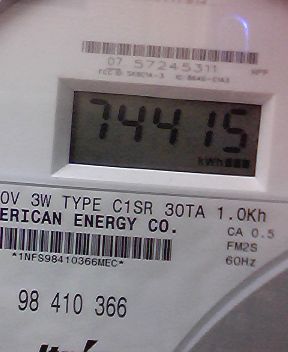 07 57245311
74415
kWh
0V 3W TYPE C1SR 30TA 1.0Kh
ERICAN ENERGY CO.
CA 0.5
FM2S
60Hz
*1NFS98410366MEC*
98 410 366